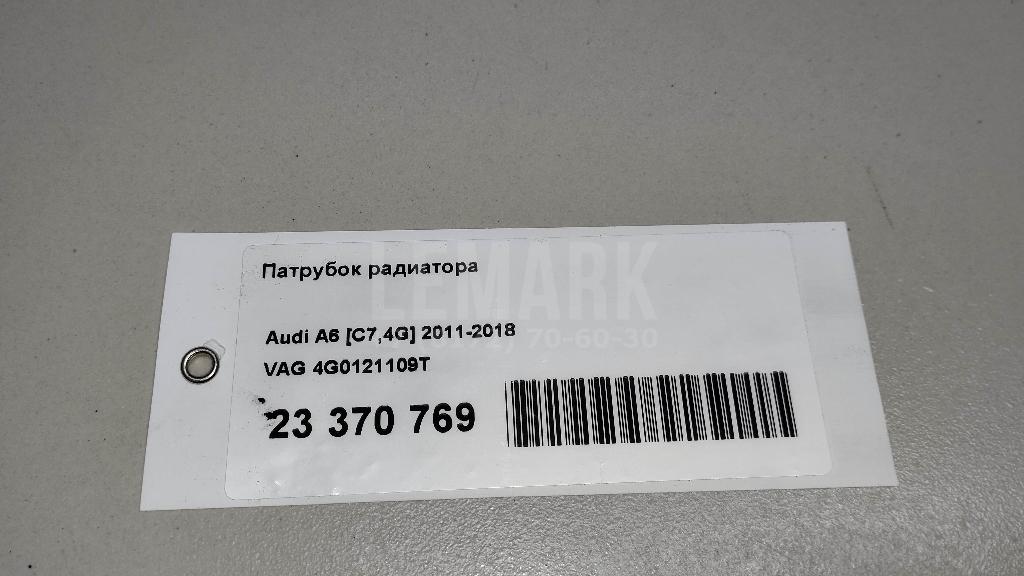 Патрубок радиатора
LEMARK
70-60-30
Audi A6 [C7,4G] 2011-2018
VAG 4G0121109T
23 370 769